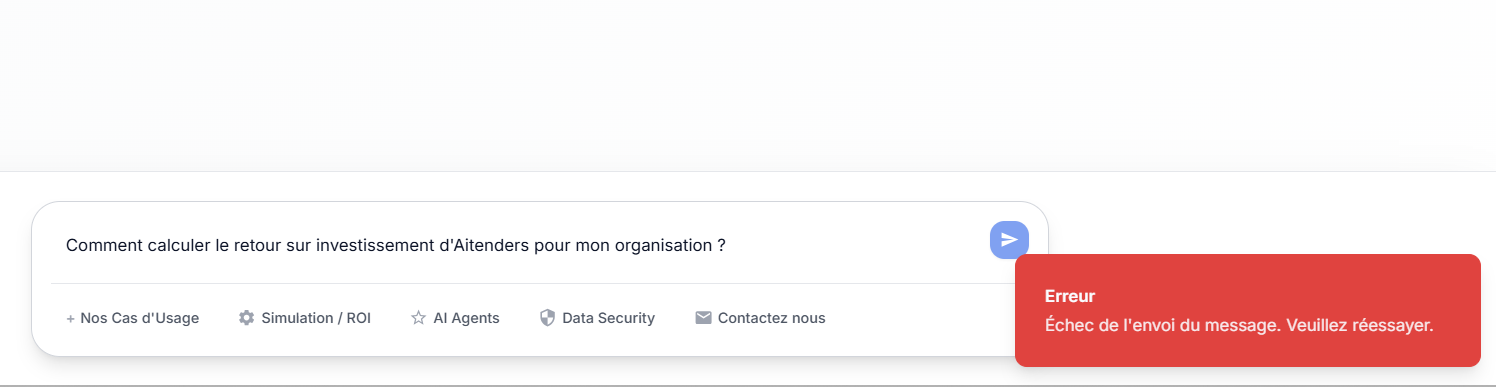 Comment calculer le retour sur investissement d'Aitenders pour mon organisation ?
+ Nos Cas d'Usage Simulation / ROI AI Agents Data Security Contactez nous
Erreur
Échec de l'envoi du message. Veuillez réessayer.